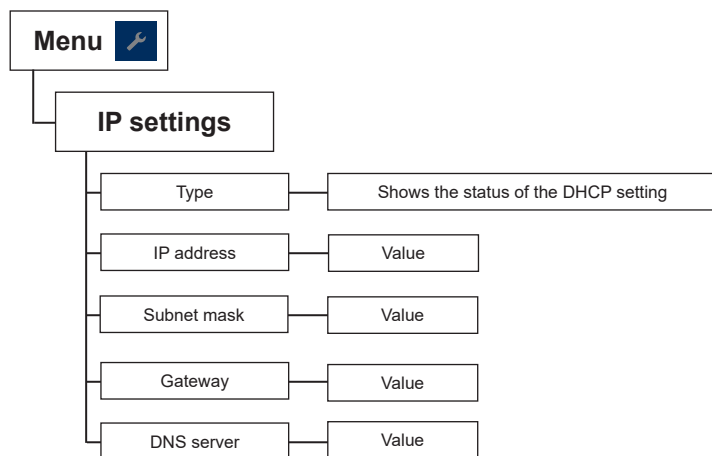 Menu
IP settings
Type
Shows the status of the DHCP setting
IP address
Value
Subnet mask
Value
Gateway
Value
DNS server
Value